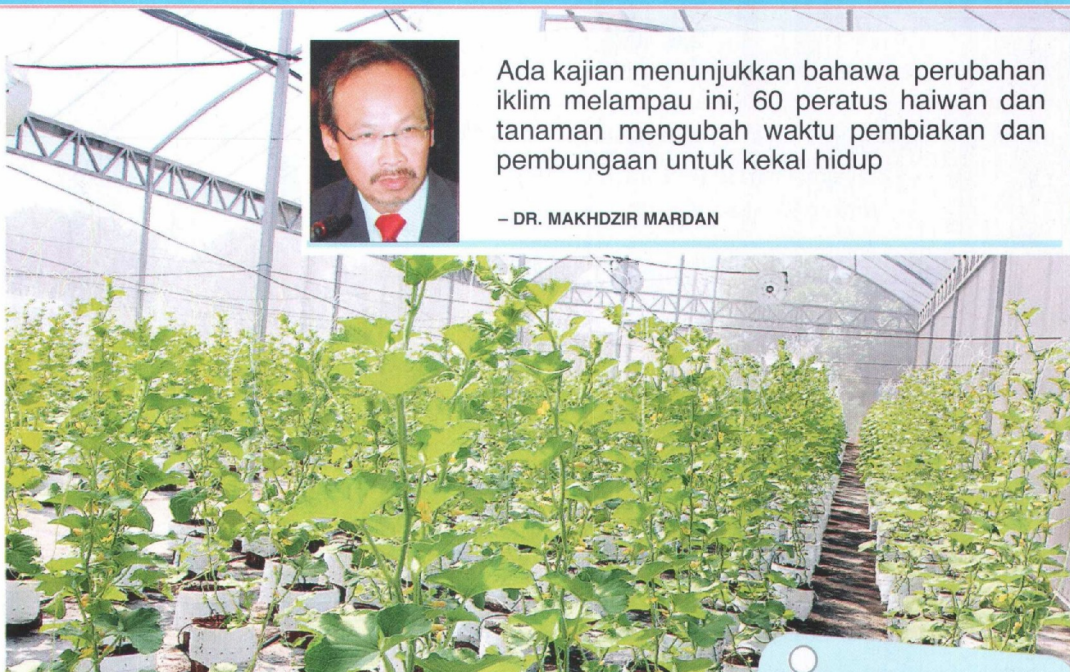 Ada kajian menunjukkan bahawa perubahan
iklim melampau ini, 60 peratus haiwan dan
tanaman mengubah waktu pembiakan dan
pembungaan untuk kekal hidup
– DR. MAKHDZIR MARDAN